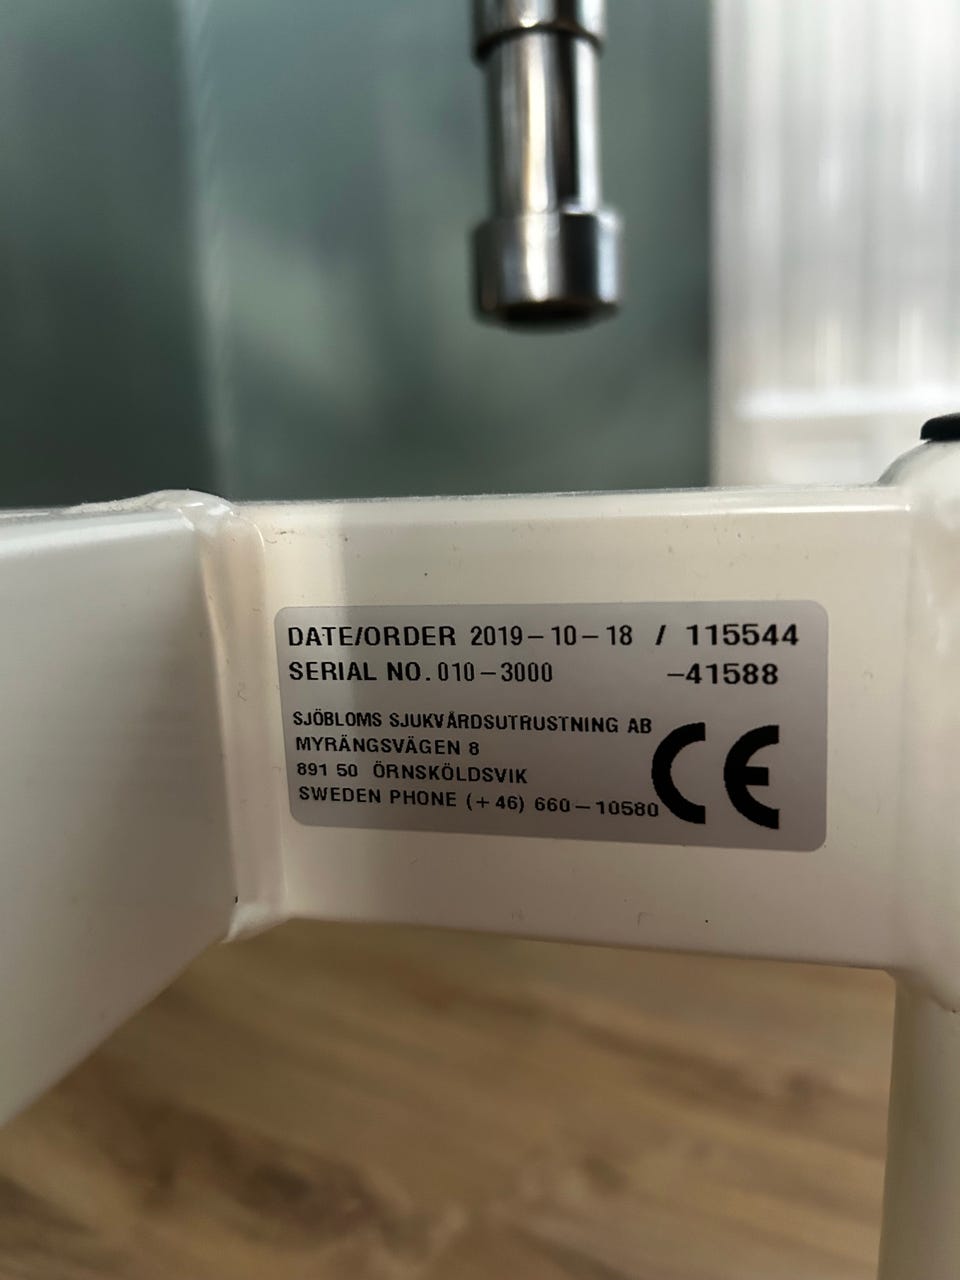 DATE/ORDER 2019-10-18 / 115544
SERIAL NO. 010-3000 -41588
SJÖBLOMS SJUKVÅRDSUTRUSTNING AB
MYRÄNGSVÄGEN 8
891 50 ÖRNSKÖLDSVIK
SWEDEN PHONE (+46) 660-10580
CE